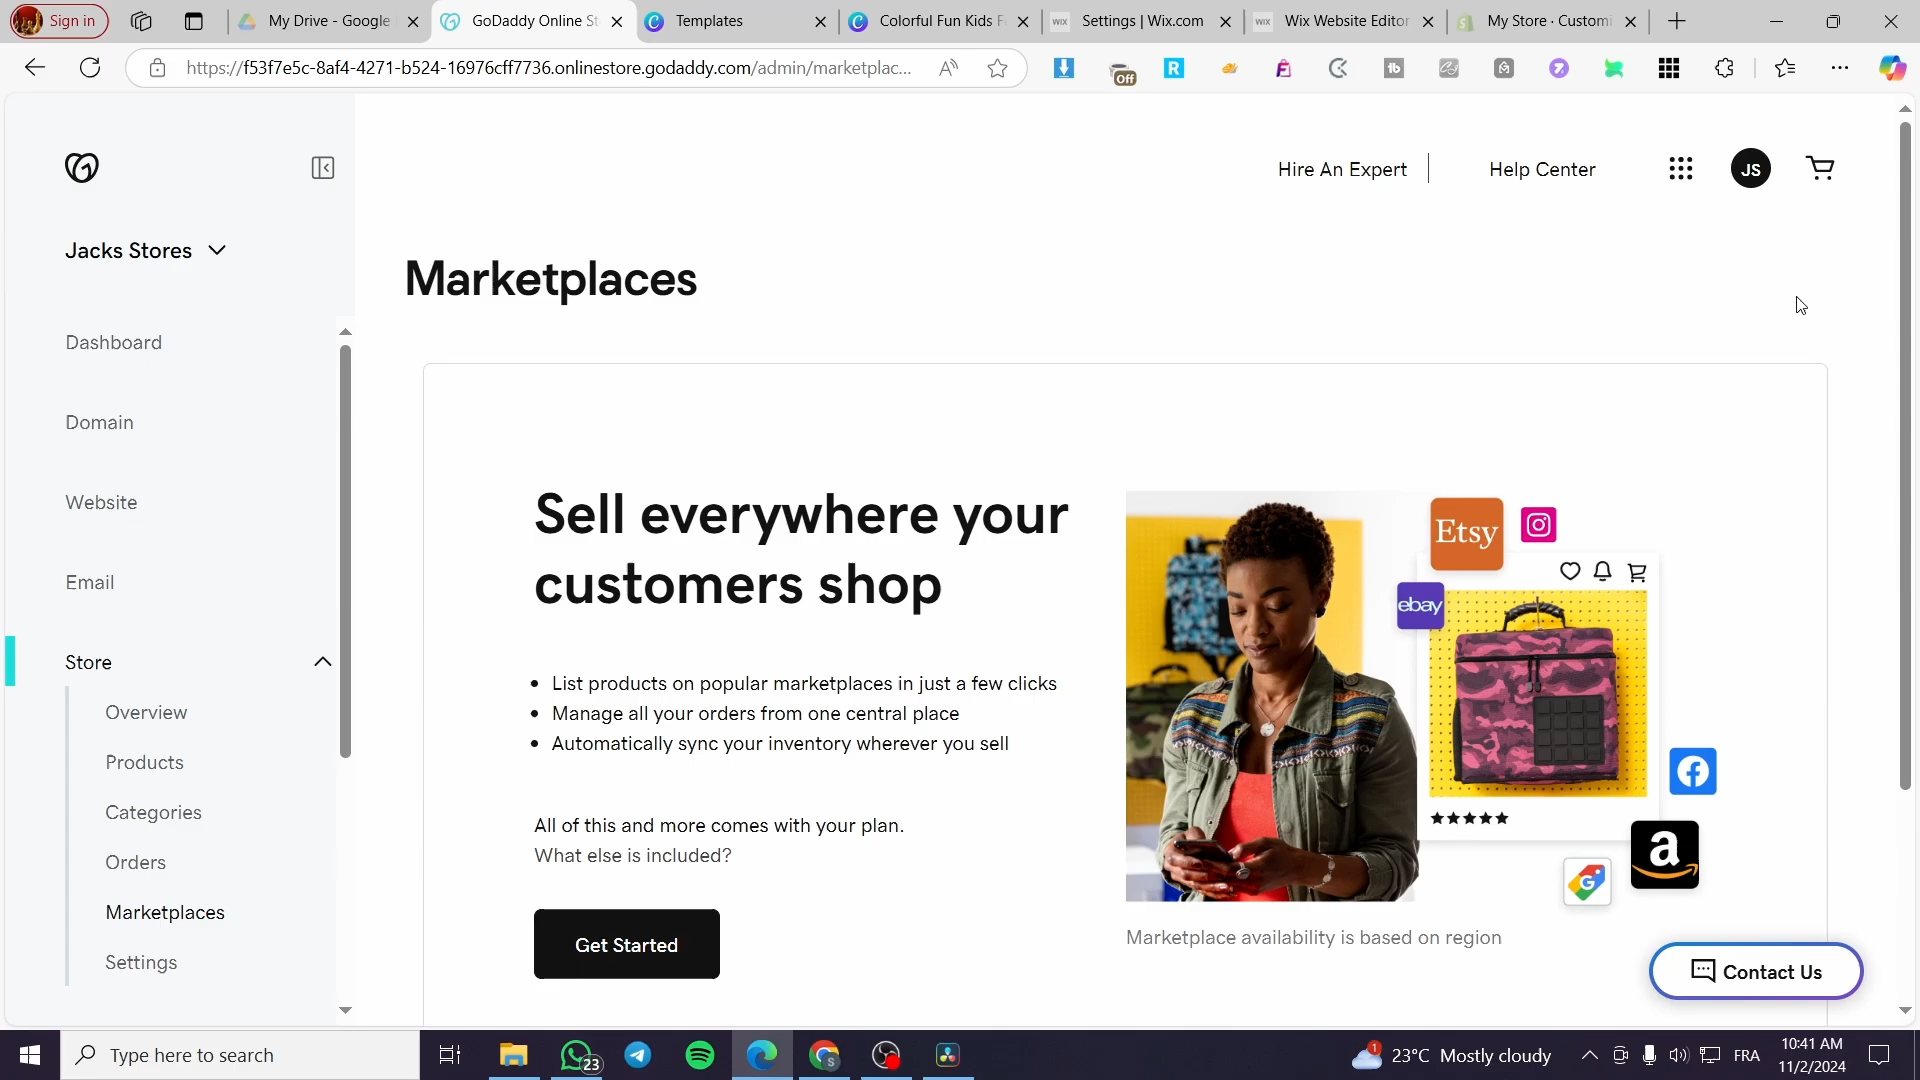 Sign in
My Drive - Google
GoDaddy Online St
Templates
Colorful Fun Kids F
WIX
Settings | Wix.com
WIX
Wix Website Editor
My Store · Customi
https://f53f7e5c-8af4-4271-b524-16976cff7736.onlinestore.godaddy.com/admin/marketplac...
Off
R
Hire An Expert
Help Center
JS
Jacks Stores
Marketplaces
Dashboard
Domain
Website
Email
Store
Overview
Products
Categories
Orders
Marketplaces
Settings
Sell everywhere your
customers shop
List products on popular marketplaces in just a few clicks
Manage all your orders from one central place
Automatically sync your inventory wherever you sell
All of this and more comes with your plan.
What else is included?
Get Started
Etsy
ebay
Marketplace availability is based on region
Contact Us
Type here to search
23
1
23°C Mostly cloudy
FRA
10:41 AM
11/2/2024